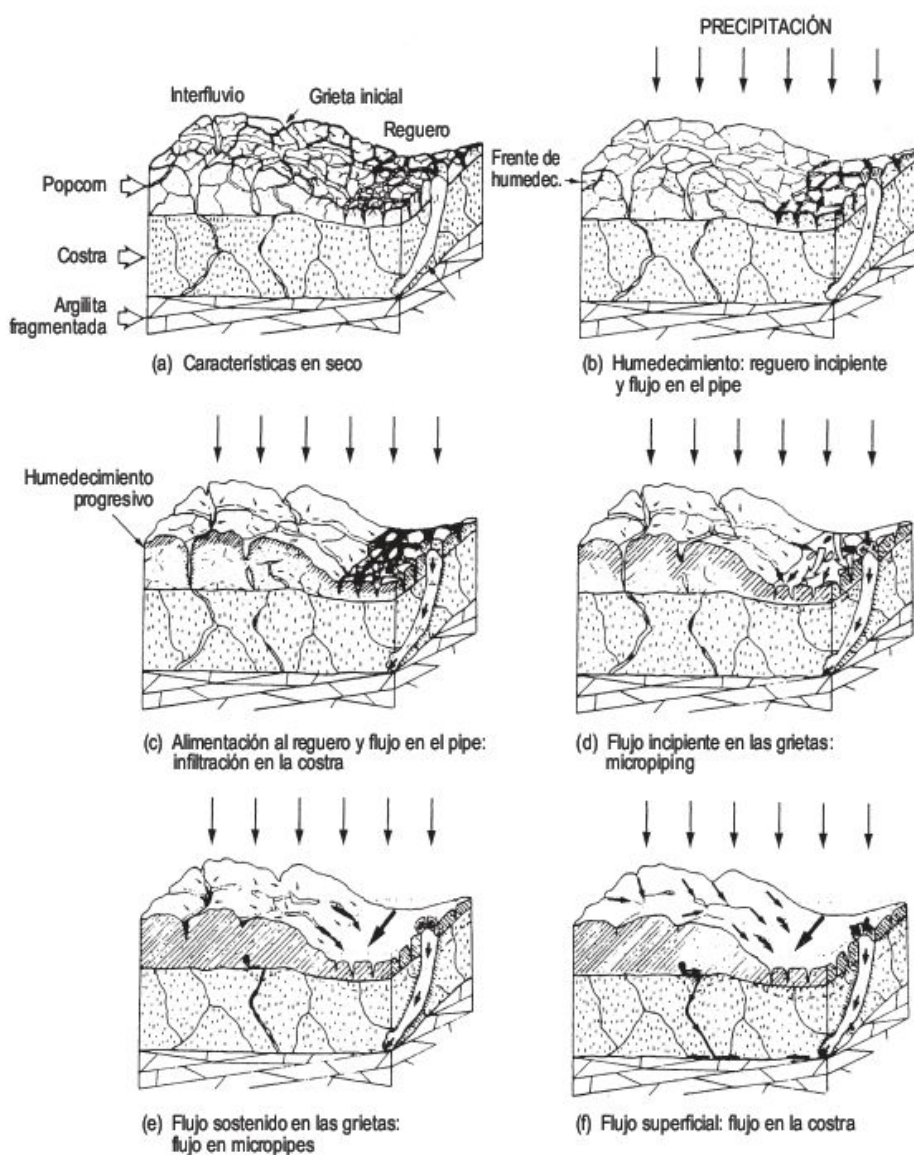 PRECIPITACIÓN
Interfluvio
Grieta inicial
Reguero
Popcorn
Costra
Argilita
fragmentada
(a) Características en seco
Frente de
humedec.
(b) Humedecimiento: reguero incipiente
y flujo en el pipe
Humedecimiento
progresivo
(c) Alimentación al reguero y flujo en el pipe:
infiltración en la costra
(d) Flujo incipiente en las grietas:
micropiping
(e) Flujo sostenido en las grietas:
flujo en micropipes
(f) Flujo superficial: flujo en la costra